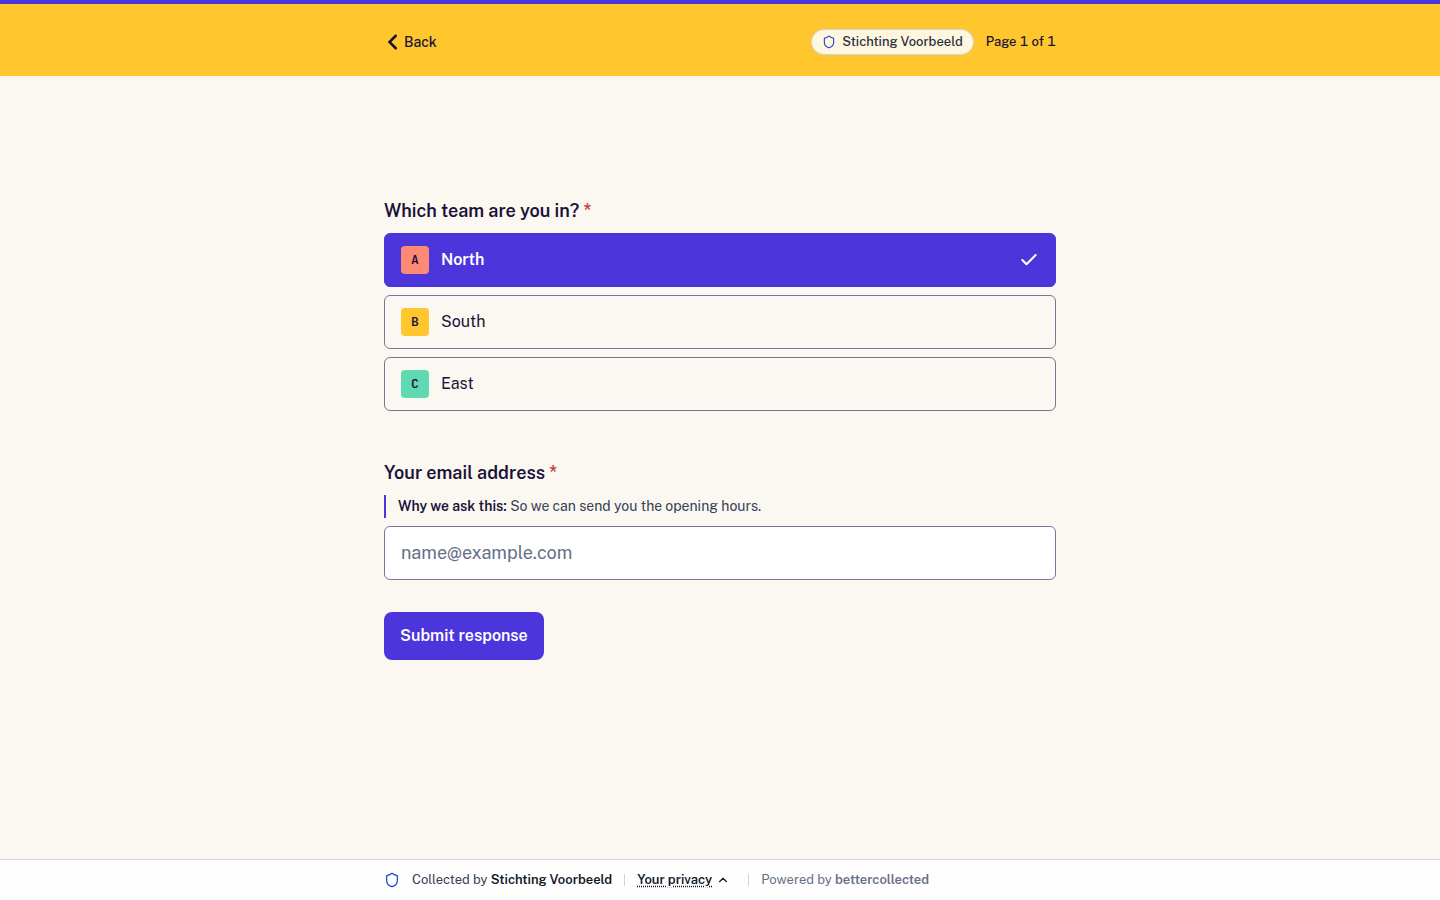 Back
Stichting Voorbeeld
Page 1 of 1
Which team are you in? *
A North
B South
C East
Your email address *
Why we ask this: So we can send you the opening hours.
name@example.com
Submit response
Collected by Stichting Voorbeeld
Your privacy
Powered by bettercollected